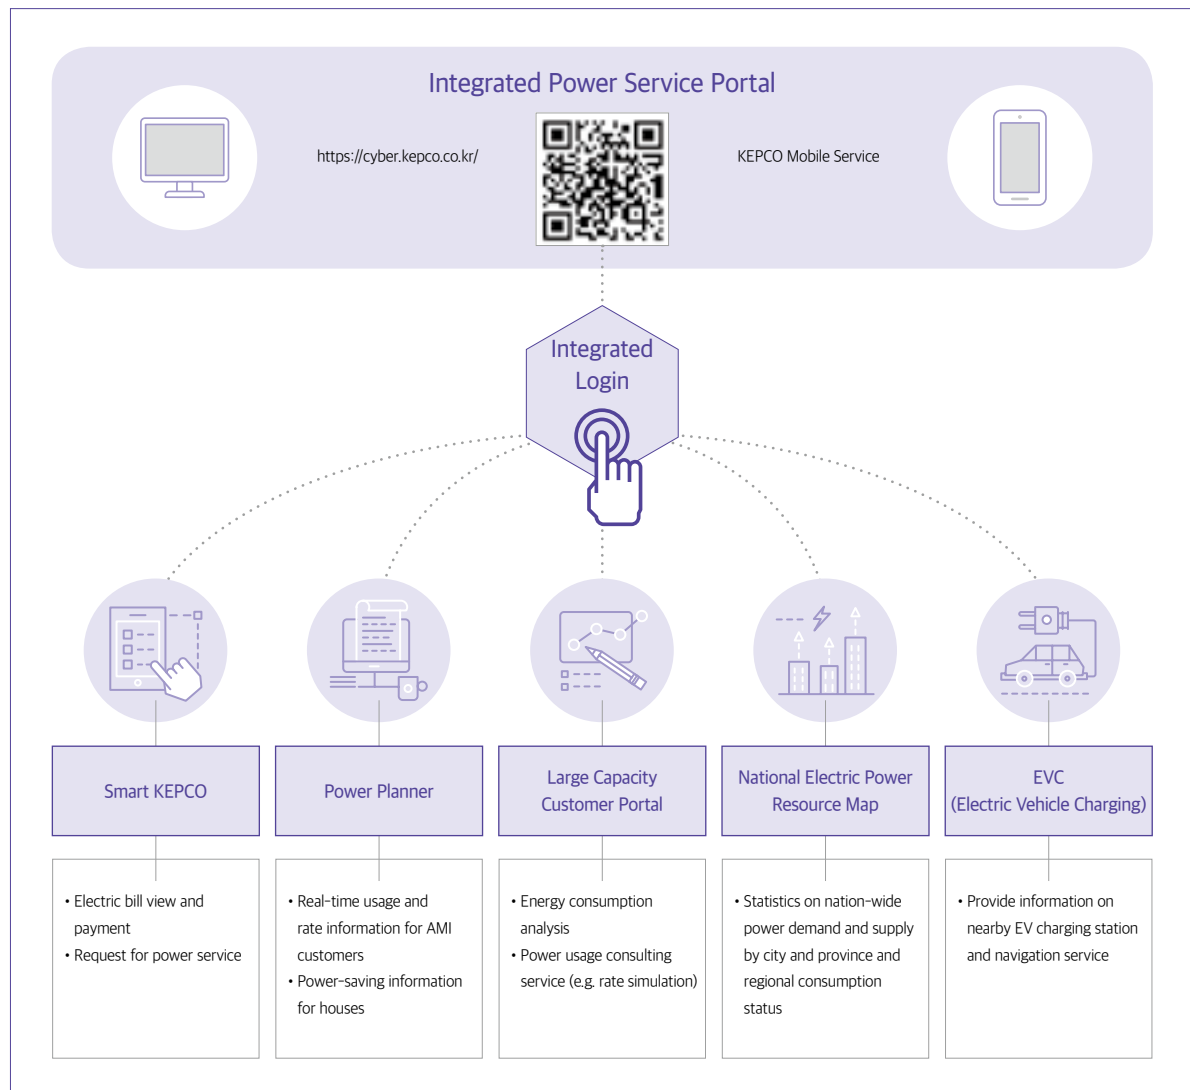 Integrated Power Service Portal
https://cyber.kepco.co.kr/
KEPCO Mobile Service
Integrated
Login
Smart KEPCO
Power Planner
Large Capacity
Customer Portal
National Electric Power
Resource Map
EVC
(Electric Vehicle Charging)
• Electric bill view and
payment
• Request for power service
• Real-time usage and
rate information for AMI
customers
• Power-saving information
for houses
• Energy consumption
analysis
• Power usage consulting
service (e.g. rate simulation)
• Statistics on nation-wide
power demand and supply
by city and province and
regional consumption
status
• Provide information on
nearby EV charging station
and navigation service